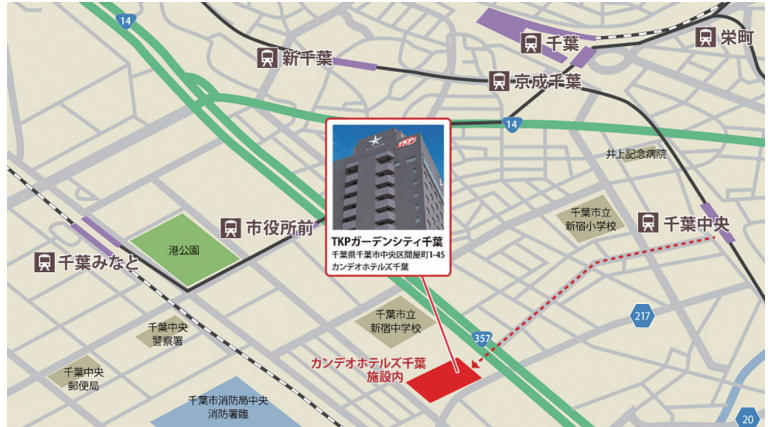 14
新千葉
千葉
栄町
京成千葉
14
井上記念病院
TKP
千葉市立
新宿小学校
千葉中央
市役所前
港公園
千葉みなと
TKPガーデンシティ千葉
千葉県千葉市中央区問屋町1-45
カンデオホテルズ千葉
217
千葉市立
新宿中学校
千葉中央
警察署
357
カンデオホテルズ千葉
施設内
千葉中央
郵便局
千葉市消防局中央
消防署臨
20